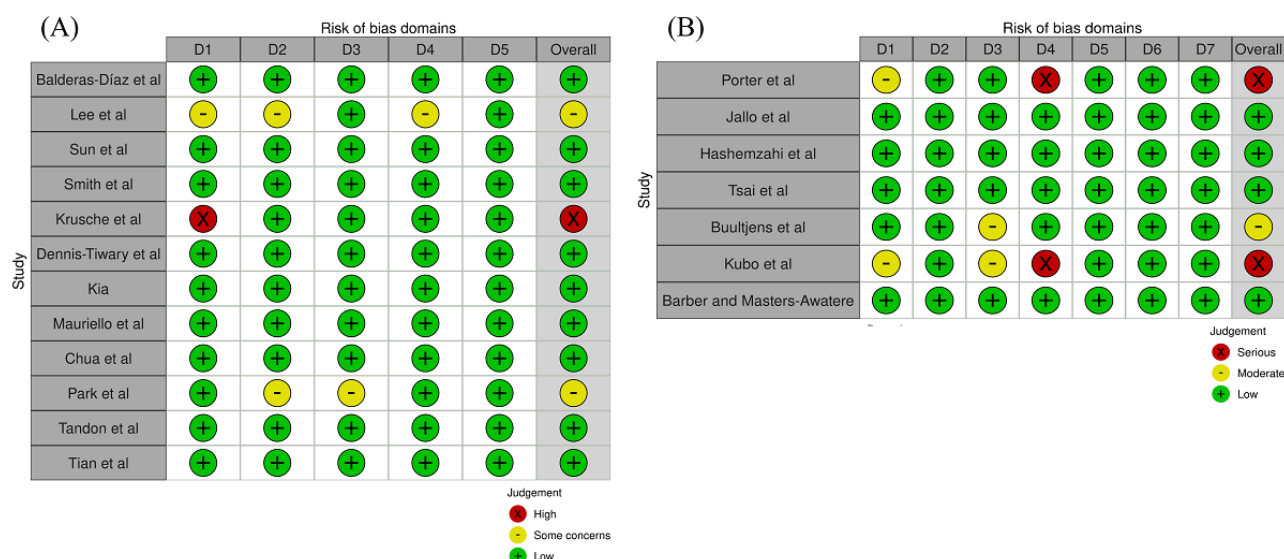 (A)
Risk of bias domains
D1 D2 D3 D4 D5 Overall
Study
Balderas-Díaz et al + + + + + +
Lee et al - - + - + -
Sun et al + + + + + +
Smith et al + + + + + +
Krusche et al X + + + + X
Dennis-Tiwary et al + + + + + +
Kia + + + + + +
Mauriello et al + + + + + +
Chua et al + + + + + +
Park et al + - - + + -
Tandon et al + + + + + +
Tian et al + + + + + +
Judgement
X High
- Some concerns
+ Low
(B)
Risk of bias domains
D1 D2 D3 D4 D5 D6 D7 Overall
Study
Porter et al - + + X + + + X
Jallo et al + + + + + + + +
Hashemzahi et al + + + + + + + +
Tsai et al + + + + + + + +
Buultjens et al + + - + + + + -
Kubo et al - + - X + + + X
Barber and Masters-Awatere + + + + + + + +
Judgement
X Serious
- Moderate
+ Low